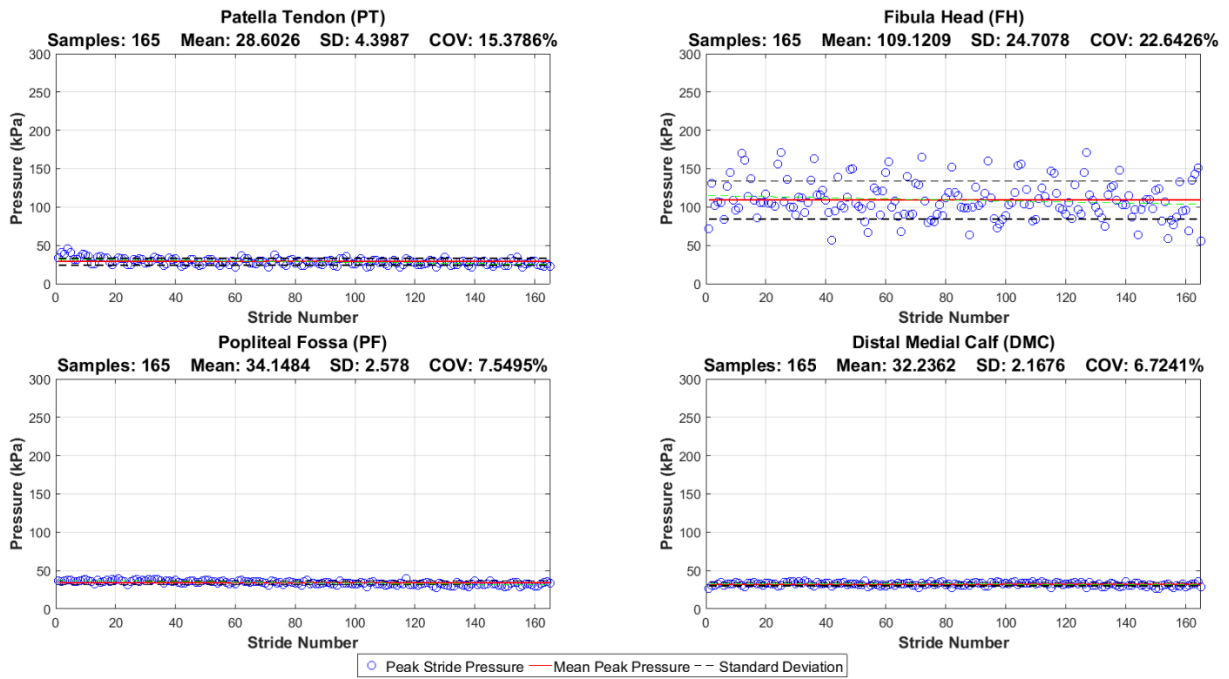 Patella Tendon (PT)
Samples: 165 Mean: 28.6026 SD: 4.3987 COV: 15.3786%
300
250
200
150
100
50
0
Pressure (kPa)
0 20 40 60 80 100 120 140 160
Stride Number
Fibula Head (FH)
Samples: 165 Mean: 109.1209 SD: 24.7078 COV: 22.6426%
300
250
200
150
100
50
0
Pressure (kPa)
0 20 40 60 80 100 120 140 160
Stride Number
Popliteal Fossa (PF)
Samples: 165 Mean: 34.1484 SD: 2.578 COV: 7.5495%
300
250
200
150
100
50
0
Pressure (kPa)
0 20 40 60 80 100 120 140 160
Stride Number
Distal Medial Calf (DMC)
Samples: 165 Mean: 32.2362 SD: 2.1676 COV: 6.7241%
300
250
200
150
100
50
0
Pressure (kPa)
0 20 40 60 80 100 120 140 160
Stride Number
Peak Stride Pressure Mean Peak Pressure Standard Deviation